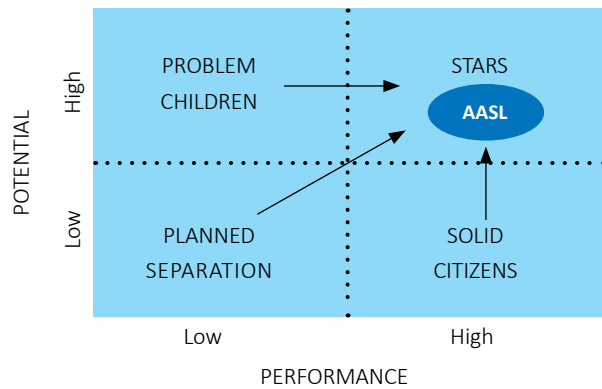 POTENTIAL
High
Low
PROBLEM
CHILDREN
STARS
AASL
PLANNED
SEPARATION
SOLID
CITIZENS
Low
High
PERFORMANCE